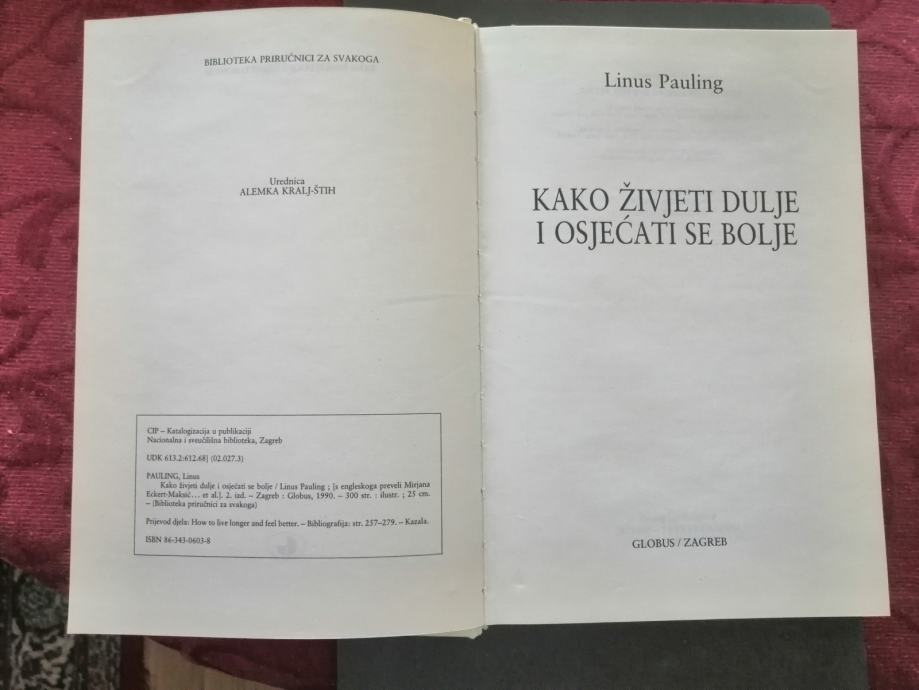 BIBLIOTEKA PRIRUČNICI ZA SVAKOGA
Urednica
ALEMKA KRALJ-ŠTIH
CIP – Katalogizacija u publikaciji
Nacionalna i sveučilišna biblioteka, Zagreb
UDK 613.2:612.68] (02.027.3)
PAULING, Linus
Kako živjeti dulje i osjećati se bolje / Linus Pauling ; [s engleskoga preveli Mirjana
Eckert-Maksić... et al.]. 2. izd. – Zagreb : Globus, 1990. – 300 str. : ilustr. ; 25 cm.
– (Biblioteka priručnici za svakoga)
Prijevod djela: How to live longer and feel better. – Bibliografija: str. 257–279. – Kazala.
ISBN 86-343-0603-8
Linus Pauling
KAKO ŽIVJETI DULJE
I OSJEĆATI SE BOLJE
GLOBUS / ZAGREB